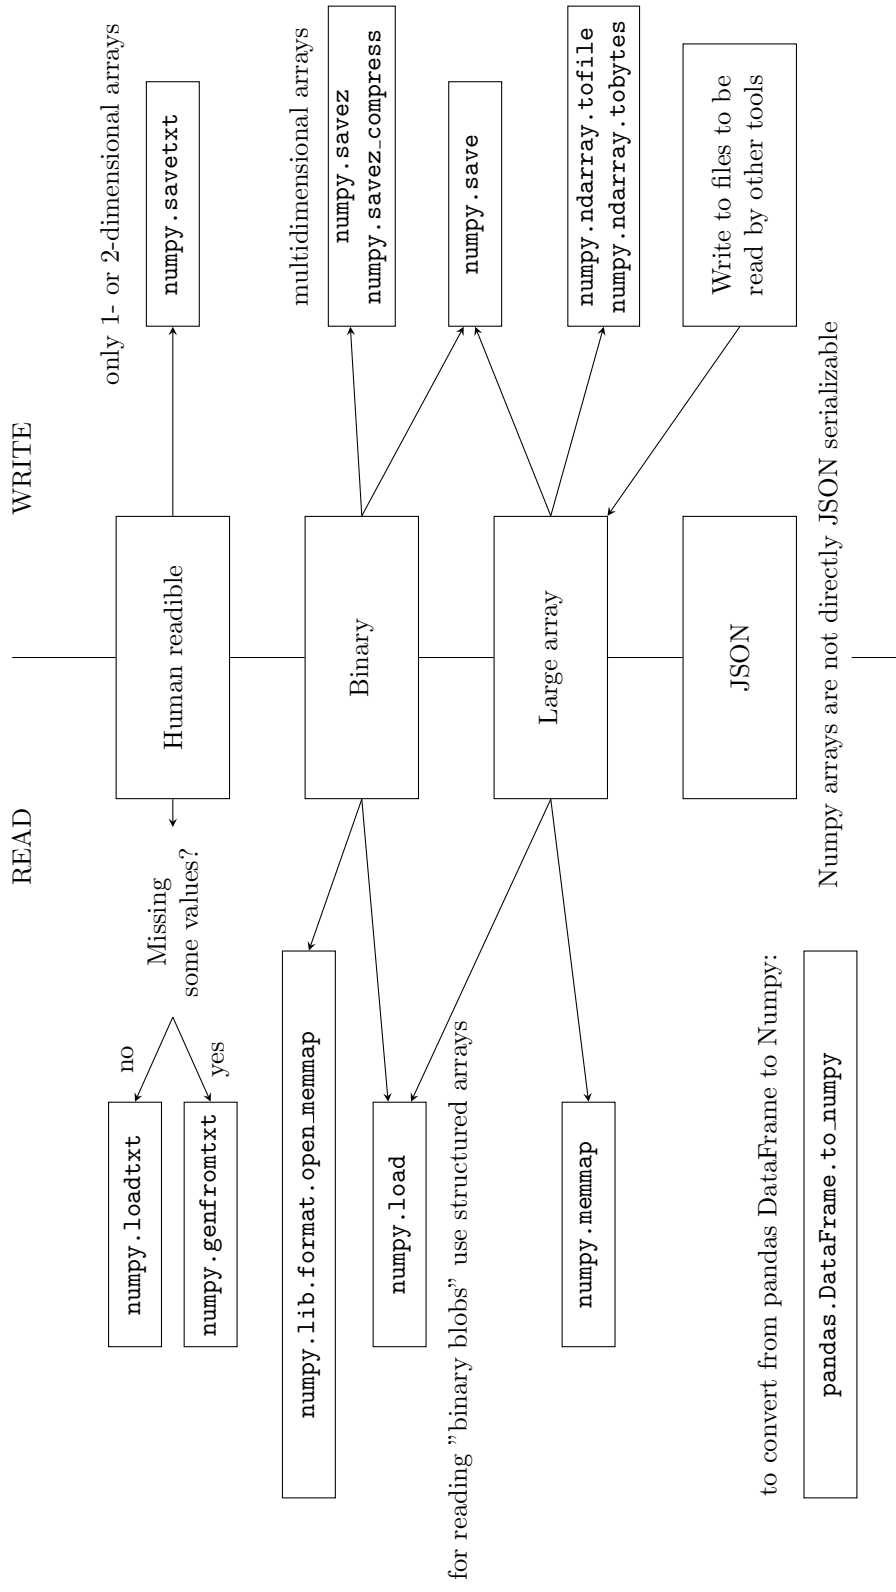 READ
WRITE
Human readible
only 1- or 2-dimensional arrays
numpy.savetxt
Missing
some values?
no
yes
numpy.loadtxt
numpy.genfromtxt
Binary
multidimensional arrays
numpy.savez
numpy.savez_compress
numpy.save
numpy.lib.format.open_memmap
numpy.load
for reading "binary blobs" use structured arrays
Large array
numpy.ndarray.tofile
numpy.ndarray.tobytes
numpy.memmap
Write to files to be
read by other tools
JSON
Numpy arrays are not directly JSON serializable
to convert from pandas DataFrame to Numpy:
pandas.DataFrame.to_numpy